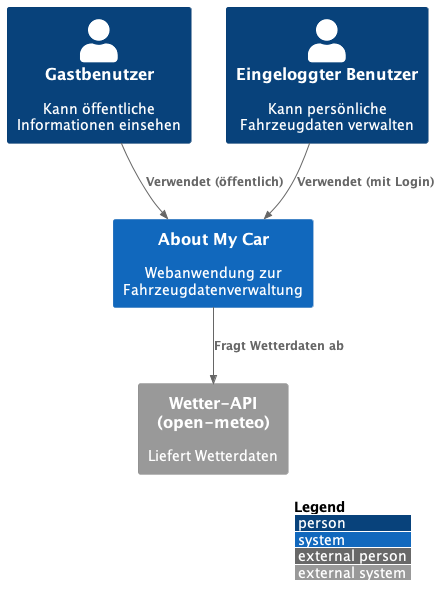 Gastbenutzer
Kann öffentliche
Informationen einsehen
Eingeloggter Benutzer
Kann persönliche
Fahrzeugdaten verwalten
Verwendet (öffentlich)
Verwendet (mit Login)
About My Car
Webanwendung zur
Fahrzeugdatenverwaltung
Fragt Wetterdaten ab
Wetter-API
(open-meteo)
Liefert Wetterdaten
Legend
person
system
external person
external system